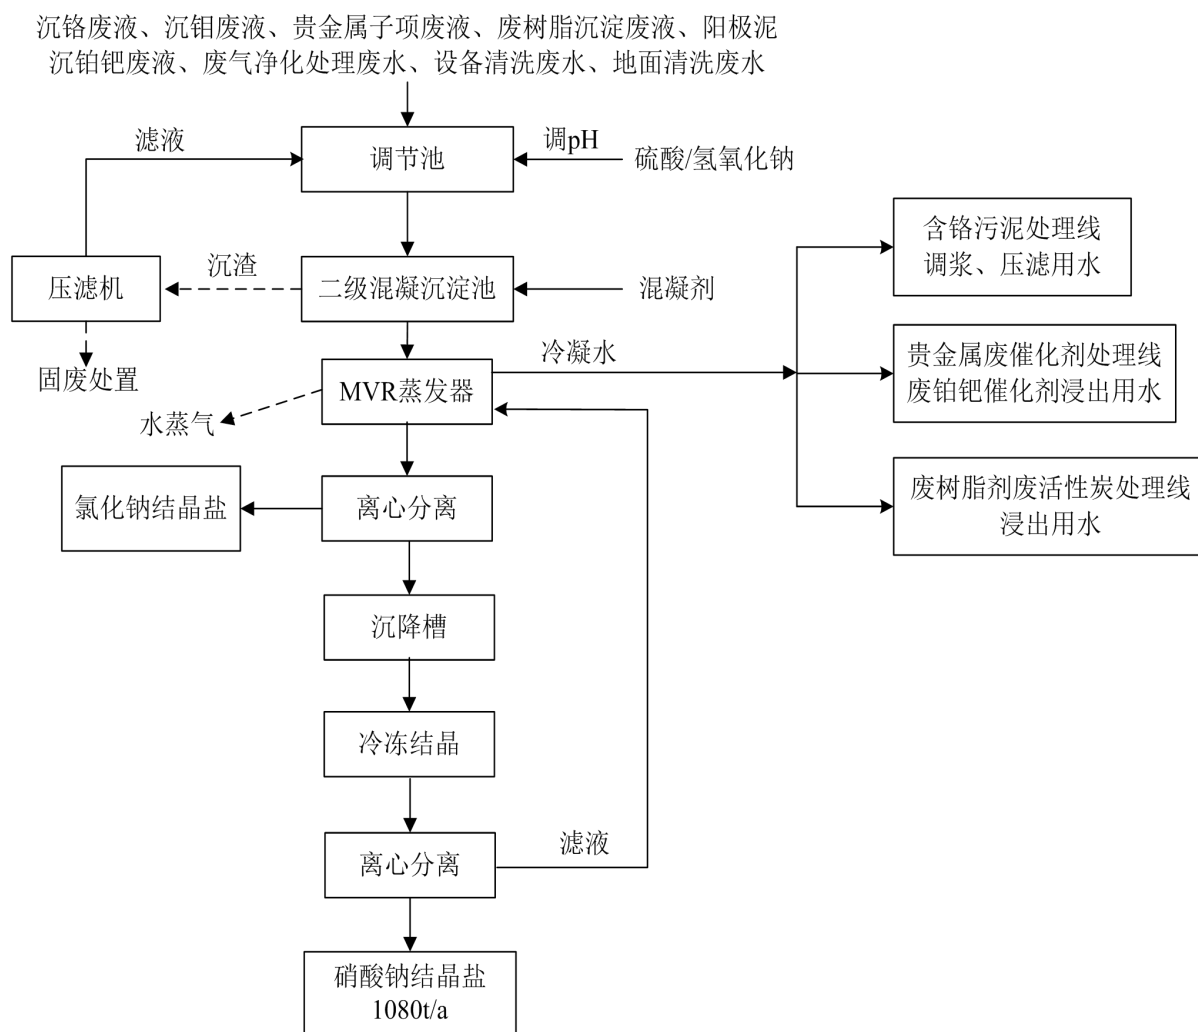 沉铬废液、沉钼废液、贵金属子项废液、废树脂沉淀废液、阳极泥
沉铂钯废液、废气净化处理废水、设备清洗废水、地面清洗废水
滤液
调节池
调pH
硫酸/氢氧化钠
含铬污泥处理线
调浆、压滤用水
压滤机
沉渣
二级混凝沉淀池
混凝剂
固废处置
冷凝水
贵金属废催化剂处理线
废铂钯催化剂浸出用水
MVR蒸发器
水蒸气
氯化钠结晶盐
离心分离
废树脂剂废活性炭处理线
浸出用水
沉降槽
冷冻结晶
离心分离
滤液
硝酸钠结晶盐
1080t/a